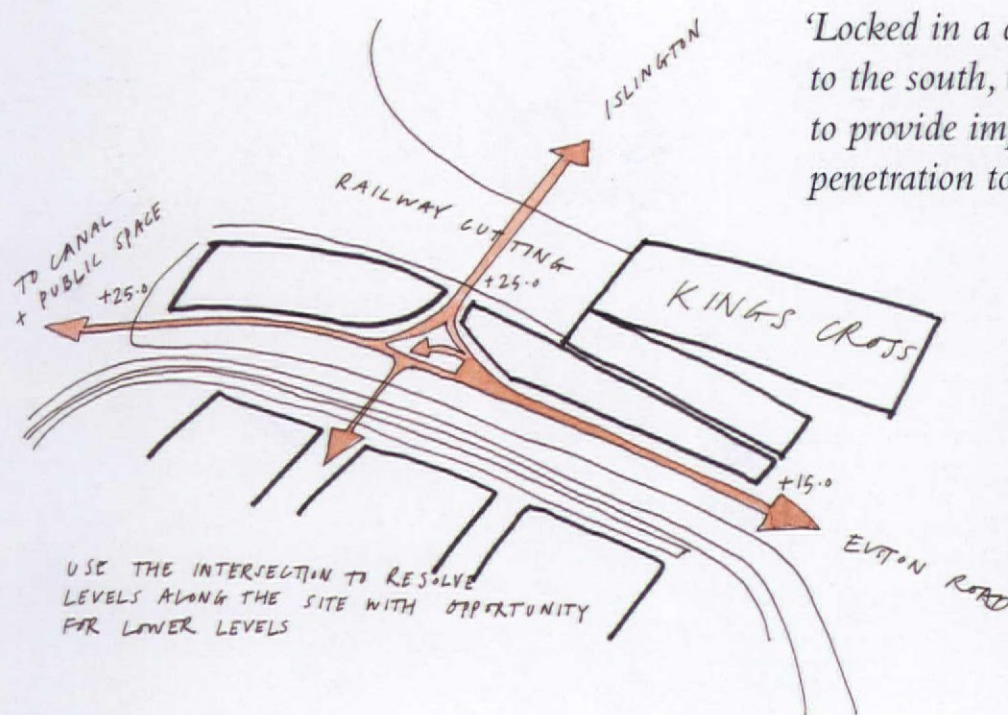 'Locked in a
to the south,
to provide
penetration to
ISLINGTON
RAILWAY CUTTING
TO CANAL
+ PUBLIC SPACE
+25.0
+25.0
KINGS CROSS
+15.0
EUSTON ROAD
USE THE INTERSECTION TO RESOLVE
LEVELS ALONG THE SITE WITH OPPORTUNITY
FOR LOWER LEVELS